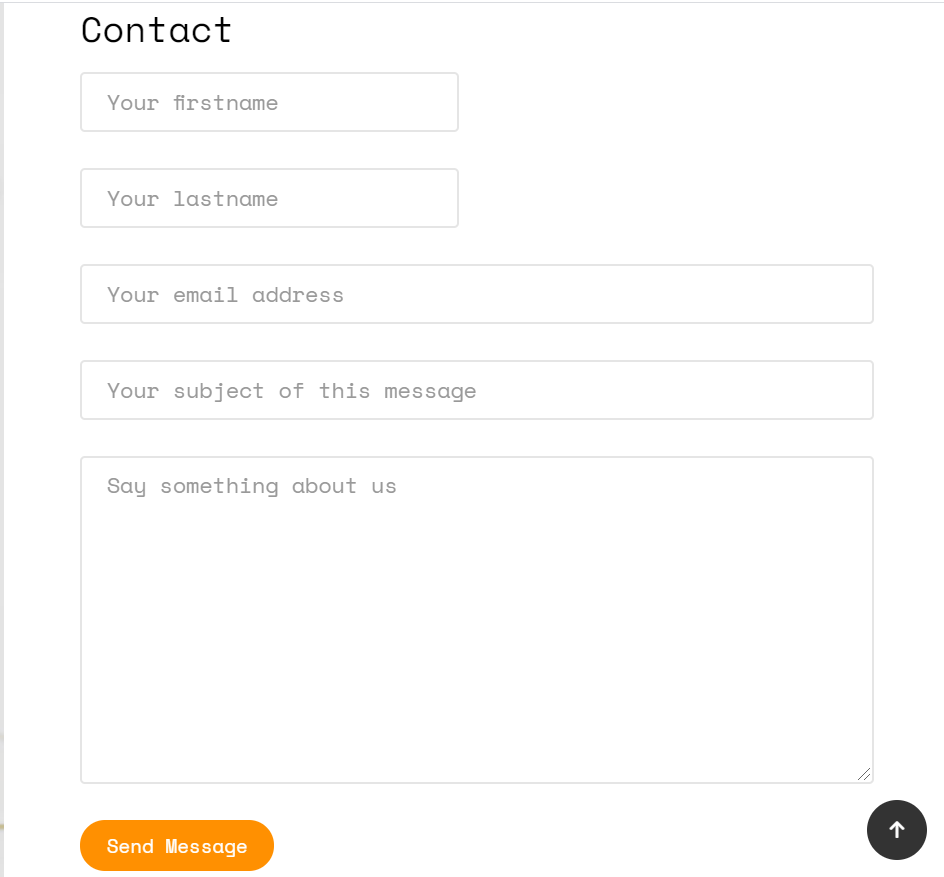 Contact
Your firstname
Your lastname
Your email address
Your subject of this message
Say something about us
Send Message